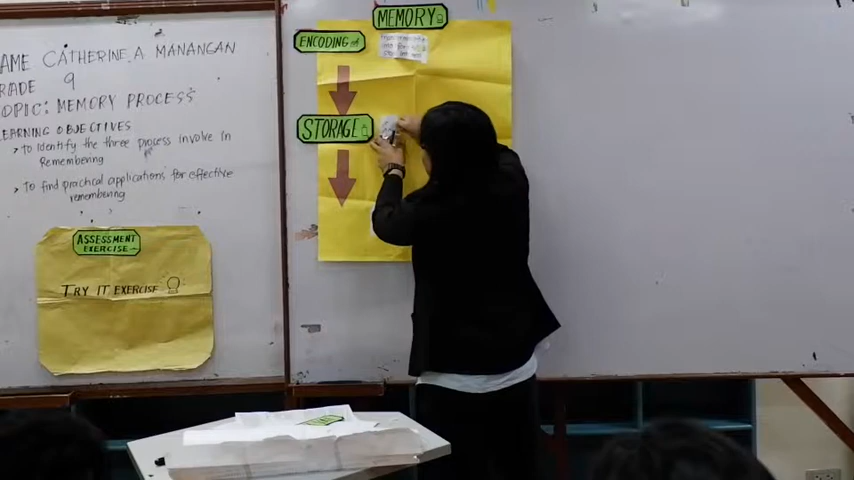 AME CATHERINE A. MANANGAN
RADE 9
OPIC: MEMORY PROCESS
LEARNING OBJECTIVES
→ to Identify the three process involve in
Remembering
→ to find practical application for effective
remembering
ASSESSMENT
EXERCISE
TRY IT EXERCISE
MEMORY
ENCODING
STORAGE